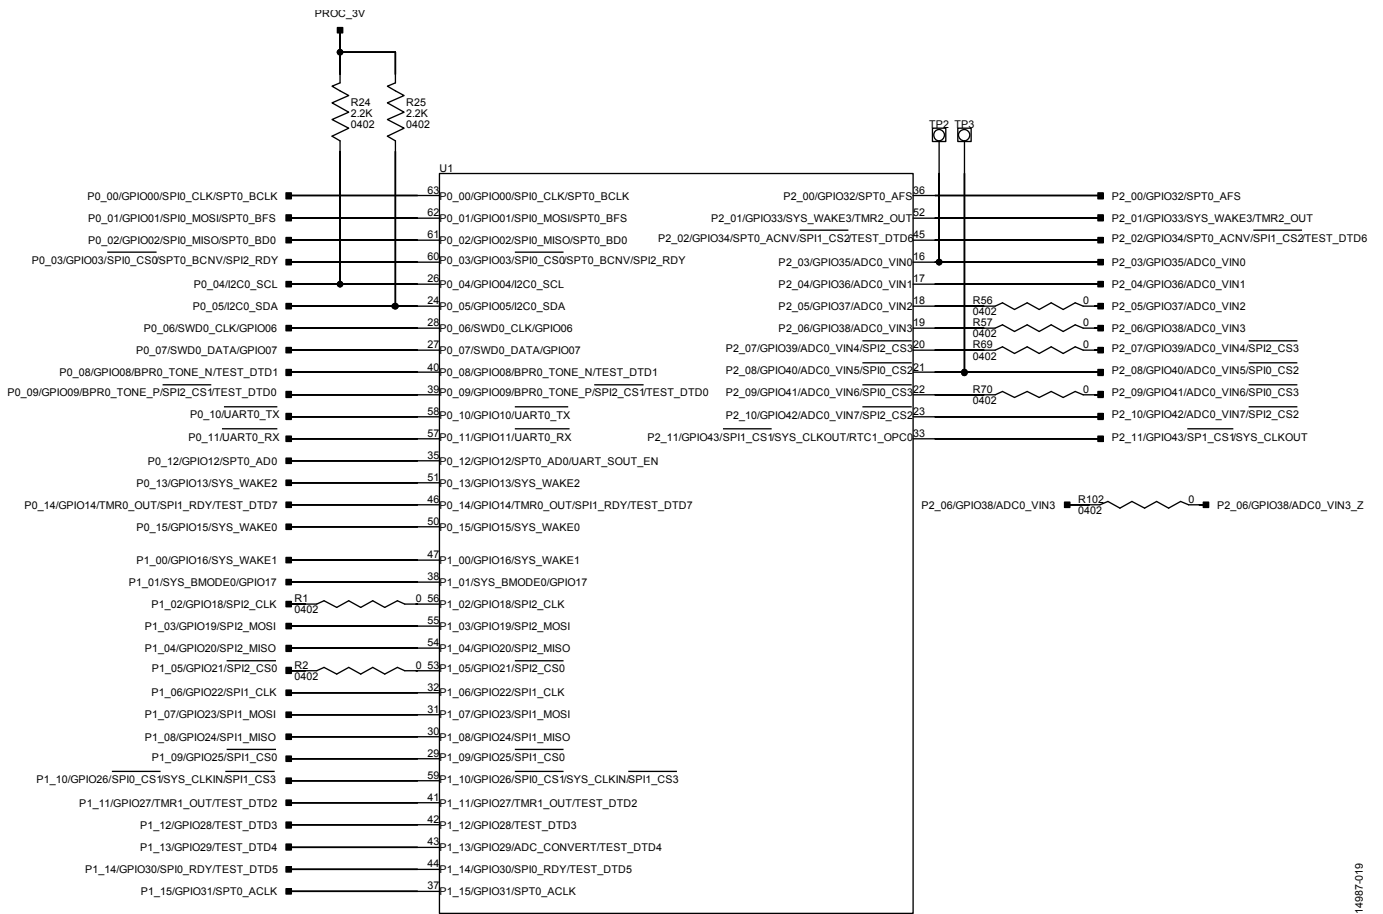 PROC_3V
R24
2.2K
0402
R25
2.2K
0402
TP2 TP3
U1
P0_00/GPIO00/SPI0_CLK/SPT0_BCLK 63 P0_00/GPIO00/SPI0_CLK/SPT0_BCLK P2_00/GPIO32/SPT0_AFS 36 P2_00/GPIO32/SPT0_AFS
P0_01/GPIO01/SPI0_MOSI/SPT0_BFS 62 P0_01/GPIO01/SPI0_MOSI/SPT0_BFS P2_01/GPIO33/SYS_WAKE3/TMR2_OUT 52 P2_01/GPIO33/SYS_WAKE3/TMR2_OUT
P0_02/GPIO02/SPI0_MISO/SPT0_BD0 61 P0_02/GPIO02/SPI0_MISO/SPT0_BD0 P2_02/GPIO34/SPT0_ACNV/SPI1_CS2/TEST_DTD6 45 P2_02/GPIO34/SPT0_ACNV/SPI1_CS2/TEST_DTD6
P0_03/GPIO03/SPI0_CS0/SPT0_BCNV/SPI2_RDY 60 P0_03/GPIO03/SPI0_CS0/SPT0_BCNV/SPI2_RDY P2_03/GPIO35/ADC0_VIN0 16 P2_03/GPIO35/ADC0_VIN0
P0_04/I2C0_SCL 26 P0_04/GPIO04/I2C0_SCL P2_04/GPIO36/ADC0_VIN1 17 P2_04/GPIO36/ADC0_VIN1
P0_05/I2C0_SDA 24 P0_05/GPIO05/I2C0_SDA P2_05/GPIO37/ADC0_VIN2 18 R56 0 P2_05/GPIO37/ADC0_VIN2
0402
P0_06/SWD0_CLK/GPIO06 28 P0_06/SWD0_CLK/GPIO06 P2_06/GPIO38/ADC0_VIN3 19 R57 0 P2_06/GPIO38/ADC0_VIN3
0402
P0_07/SWD0_DATA/GPIO07 27 P0_07/SWD0_DATA/GPIO07 P2_07/GPIO39/ADC0_VIN4/SPI2_CS3 20 R69 0 P2_07/GPIO39/ADC0_VIN4/SPI2_CS3
0402
P0_08/GPIO08/BPR0_TONE_N/TEST_DTD1 40 P0_08/GPIO08/BPR0_TONE_N/TEST_DTD1 P2_08/GPIO40/ADC0_VIN5/SPI0_CS2 21 P2_08/GPIO40/ADC0_VIN5/SPI0_CS2
P0_09/GPIO09/BPR0_TONE_P/SPI2_CS1/TEST_DTD0 39 P0_09/GPIO09/BPR0_TONE_P/SPI2_CS1/TEST_DTD0 P2_09/GPIO41/ADC0_VIN6/SPI0_CS3 22 R70 0 P2_09/GPIO41/ADC0_VIN6/SPI0_CS3
0402
P0_10/UART0_TX 58 P0_10/GPIO10/UART0_TX P2_10/GPIO42/ADC0_VIN7/SPI2_CS2 23 P2_10/GPIO42/ADC0_VIN7/SPI2_CS2
P0_11/UART0_RX 57 P0_11/GPIO11/UART0_RX P2_11/GPIO43/SPI1_CS1/SYS_CLKOUT/RTC1_OPC0 33 P2_11/GPIO43/SP1_CS1/SYS_CLKOUT
P0_12/GPIO12/SPT0_AD0 35 P0_12/GPIO12/SPT0_AD0/UART_SOUT_EN
P0_13/GPIO13/SYS_WAKE2 51 P0_13/GPIO13/SYS_WAKE2
P0_14/GPIO14/TMR0_OUT/SPI1_RDY/TEST_DTD7 46 P0_14/GPIO14/TMR0_OUT/SPI1_RDY/TEST_DTD7 P2_06/GPIO38/ADC0_VIN3 R102 0 P2_06/GPIO38/ADC0_VIN3_Z
0402
P0_15/GPIO15/SYS_WAKE0 50 P0_15/GPIO15/SYS_WAKE0
P1_00/GPIO16/SYS_WAKE1 47 P1_00/GPIO16/SYS_WAKE1
P1_01/SYS_BMODE0/GPIO17 38 P1_01/SYS_BMODE0/GPIO17
P1_02/GPIO18/SPI2_CLK R1 0 56 P1_02/GPIO18/SPI2_CLK
0402
P1_03/GPIO19/SPI2_MOSI 55 P1_03/GPIO19/SPI2_MOSI
P1_04/GPIO20/SPI2_MISO 54 P1_04/GPIO20/SPI2_MISO
P1_05/GPIO21/SPI2_CS0 R2 0 53 P1_05/GPIO21/SPI2_CS0
0402
P1_06/GPIO22/SPI1_CLK 32 P1_06/GPIO22/SPI1_CLK
P1_07/GPIO23/SPI1_MOSI 31 P1_07/GPIO23/SPI1_MOSI
P1_08/GPIO24/SPI1_MISO 30 P1_08/GPIO24/SPI1_MISO
P1_09/GPIO25/SPI1_CS0 29 P1_09/GPIO25/SPI1_CS0
P1_10/GPIO26/SPI0_CS1/SYS_CLKIN/SPI1_CS3 59 P1_10/GPIO26/SPI0_CS1/SYS_CLKIN/SPI1_CS3
P1_11/GPIO27/TMR1_OUT/TEST_DTD2 41 P1_11/GPIO27/TMR1_OUT/TEST_DTD2
P1_12/GPIO28/TEST_DTD3 42 P1_12/GPIO28/TEST_DTD3
P1_13/GPIO29/TEST_DTD4 43 P1_13/GPIO29/ADC_CONVERT/TEST_DTD4
P1_14/GPIO30/SPI0_RDY/TEST_DTD5 44 P1_14/GPIO30/SPI0_RDY/TEST_DTD5
P1_15/GPIO31/SPT0_ACLK 37 P1_15/GPIO31/SPT0_ACLK
14987-019